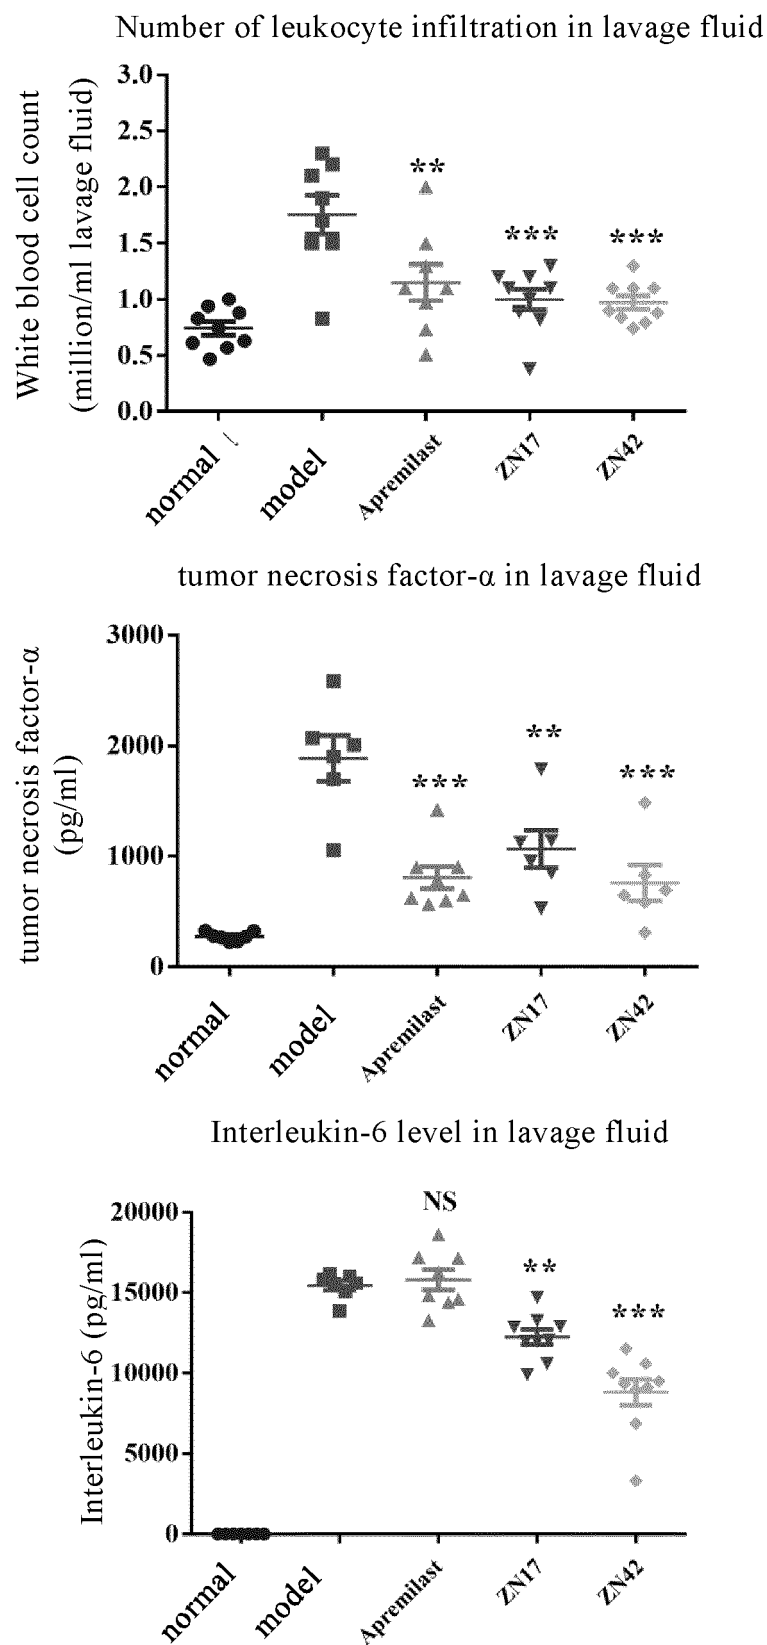 Number of leukocyte infiltration in lavage fluid
White blood cell count
(million/ml lavage fluid)
3.0
2.5
2.0
1.5
1.0
0.5
0.0
**
***
***
normal
model
Apremilast
ZN17
ZN42
tumor necrosis factor-α in lavage fluid
tumor necrosis factor-α
(pg/ml)
3000
2000
1000
0
***
**
***
normal
model
Apremilast
ZN17
ZN42
Interleukin-6 level in lavage fluid
Interleukin-6 (pg/ml)
20000
15000
10000
5000
0
NS
**
***
normal
model
Apremilast
ZN17
ZN42